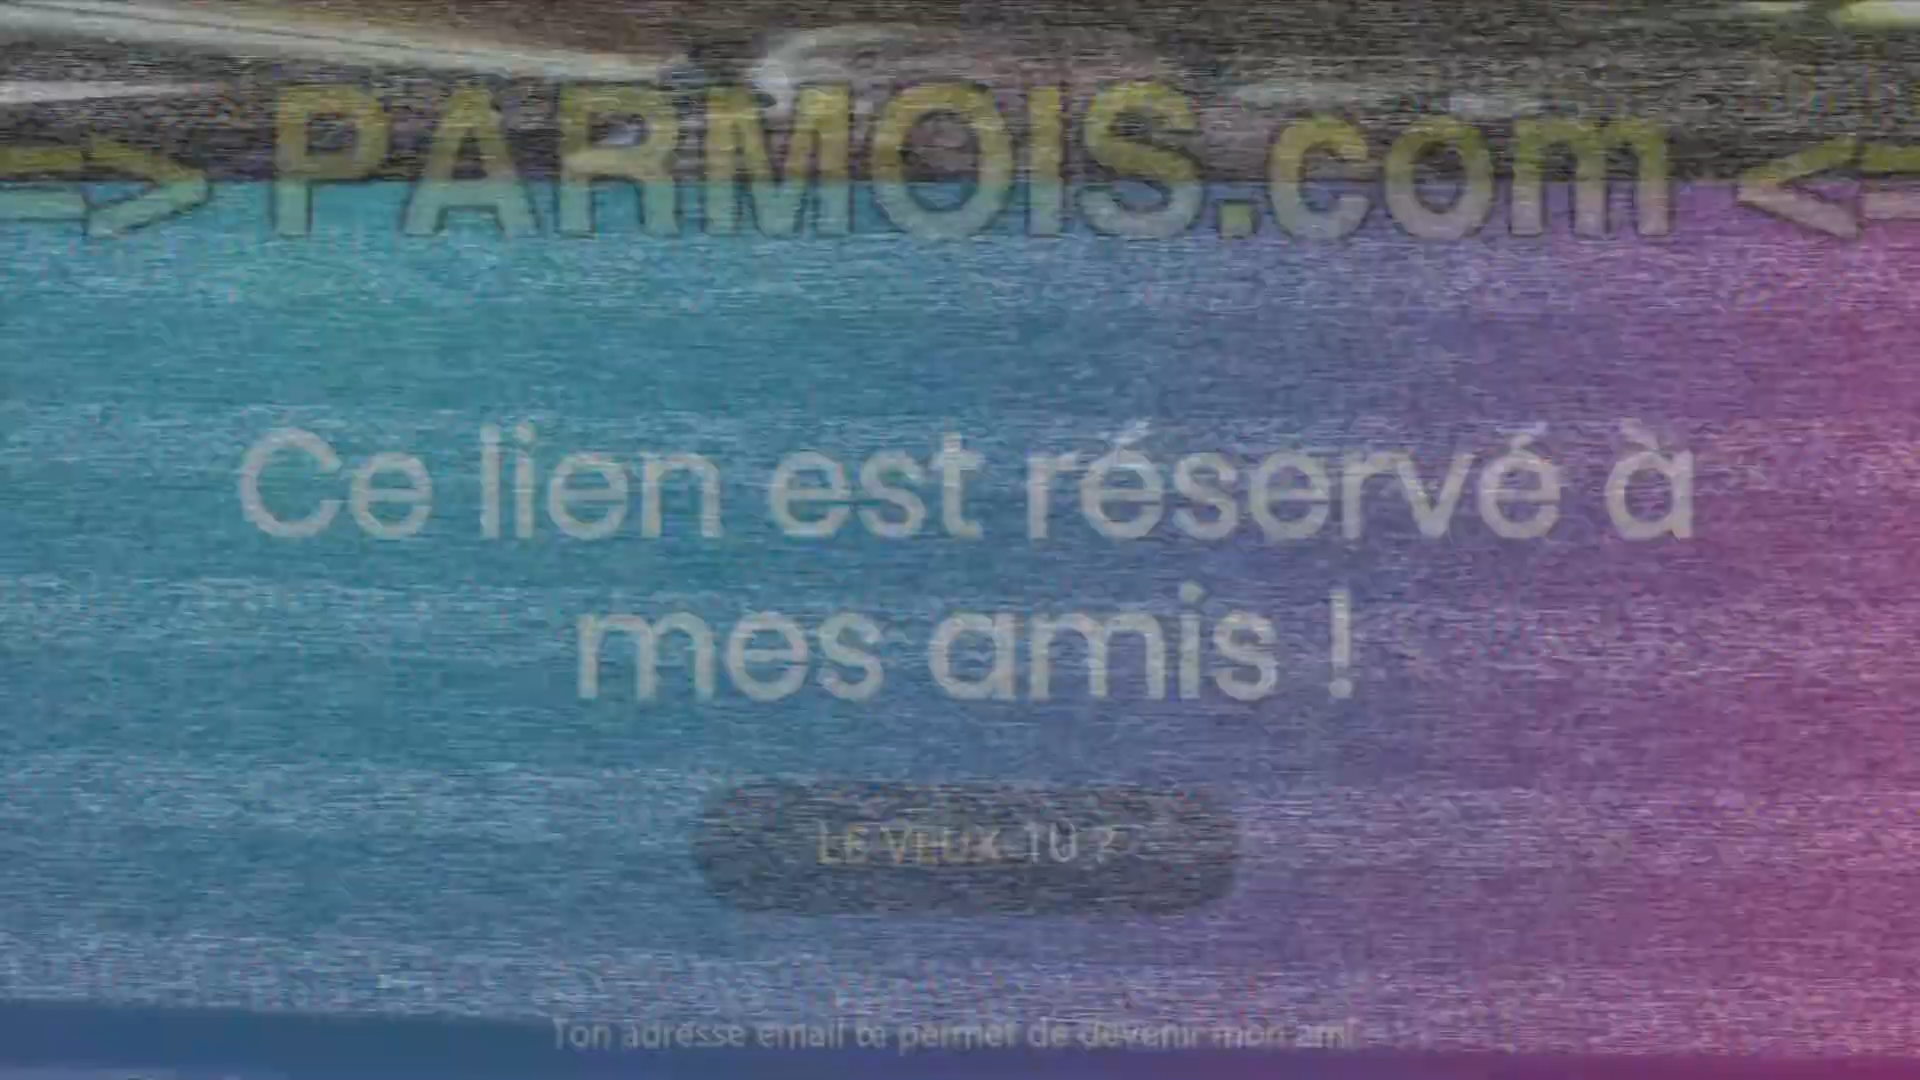 -> PARMOIS.com <-
Ce lien est réservé à
mes amis !
LE VEUX-TU ?
Ton adresse email te permet de devenir mon ami